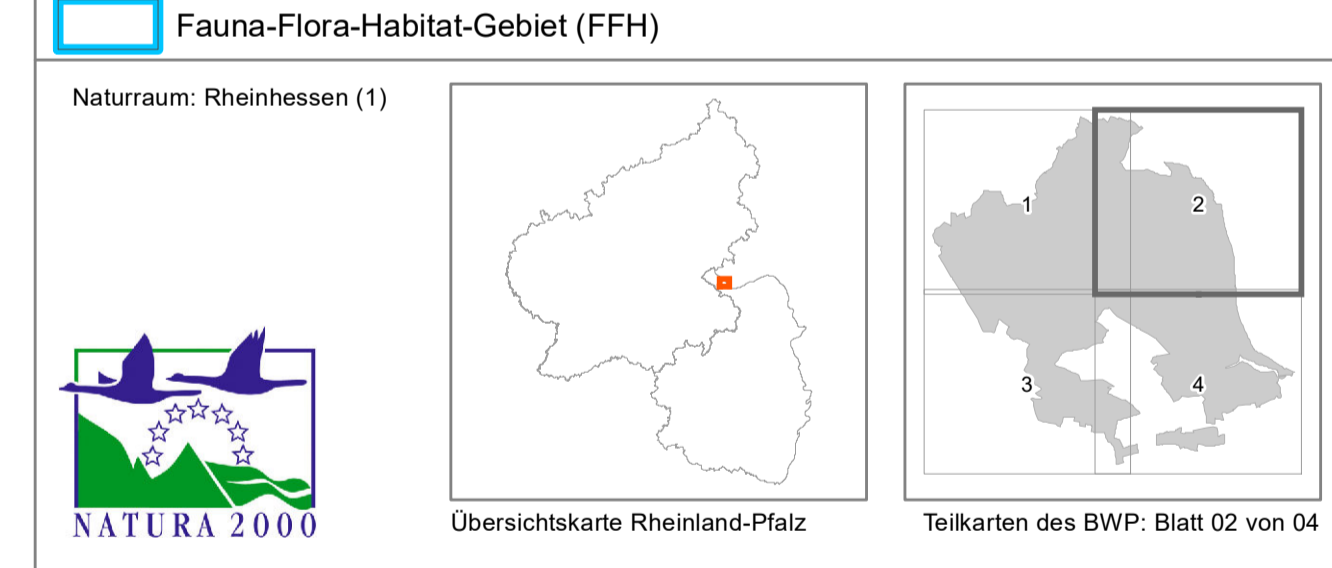 Fauna-Flora-Habitat-Gebiet (FFH)
Naturraum: Rheinhessen (1)
1
2
3
4
NATURA 2000
Übersichtskarte Rheinland-Pfalz
Teilkarten des BWP: Blatt 02 von 04